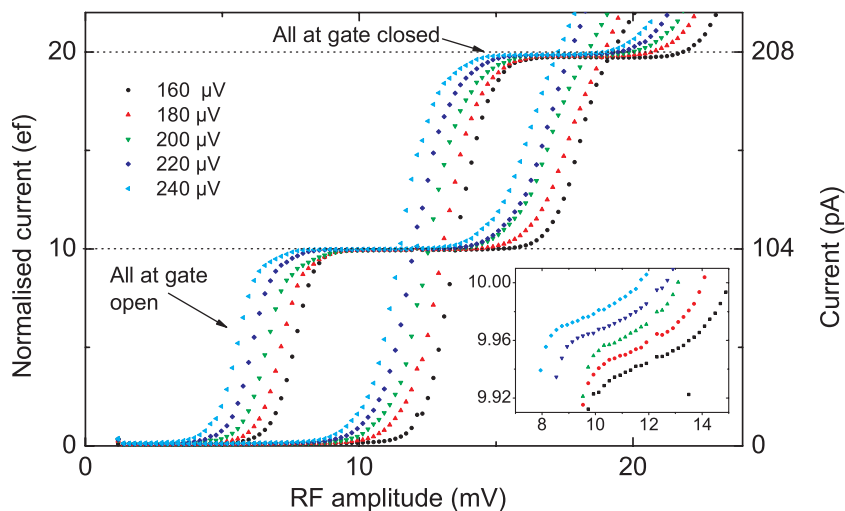 All at gate closed
20
208
160 µV
180 µV
200 µV
220 µV
240 µV
Normalised current (ef)
Current (pA)
10
104
All at gate
open
10.00
9.96
9.92
8 10 12 14
0
0
0 10 20
RF amplitude (mV)